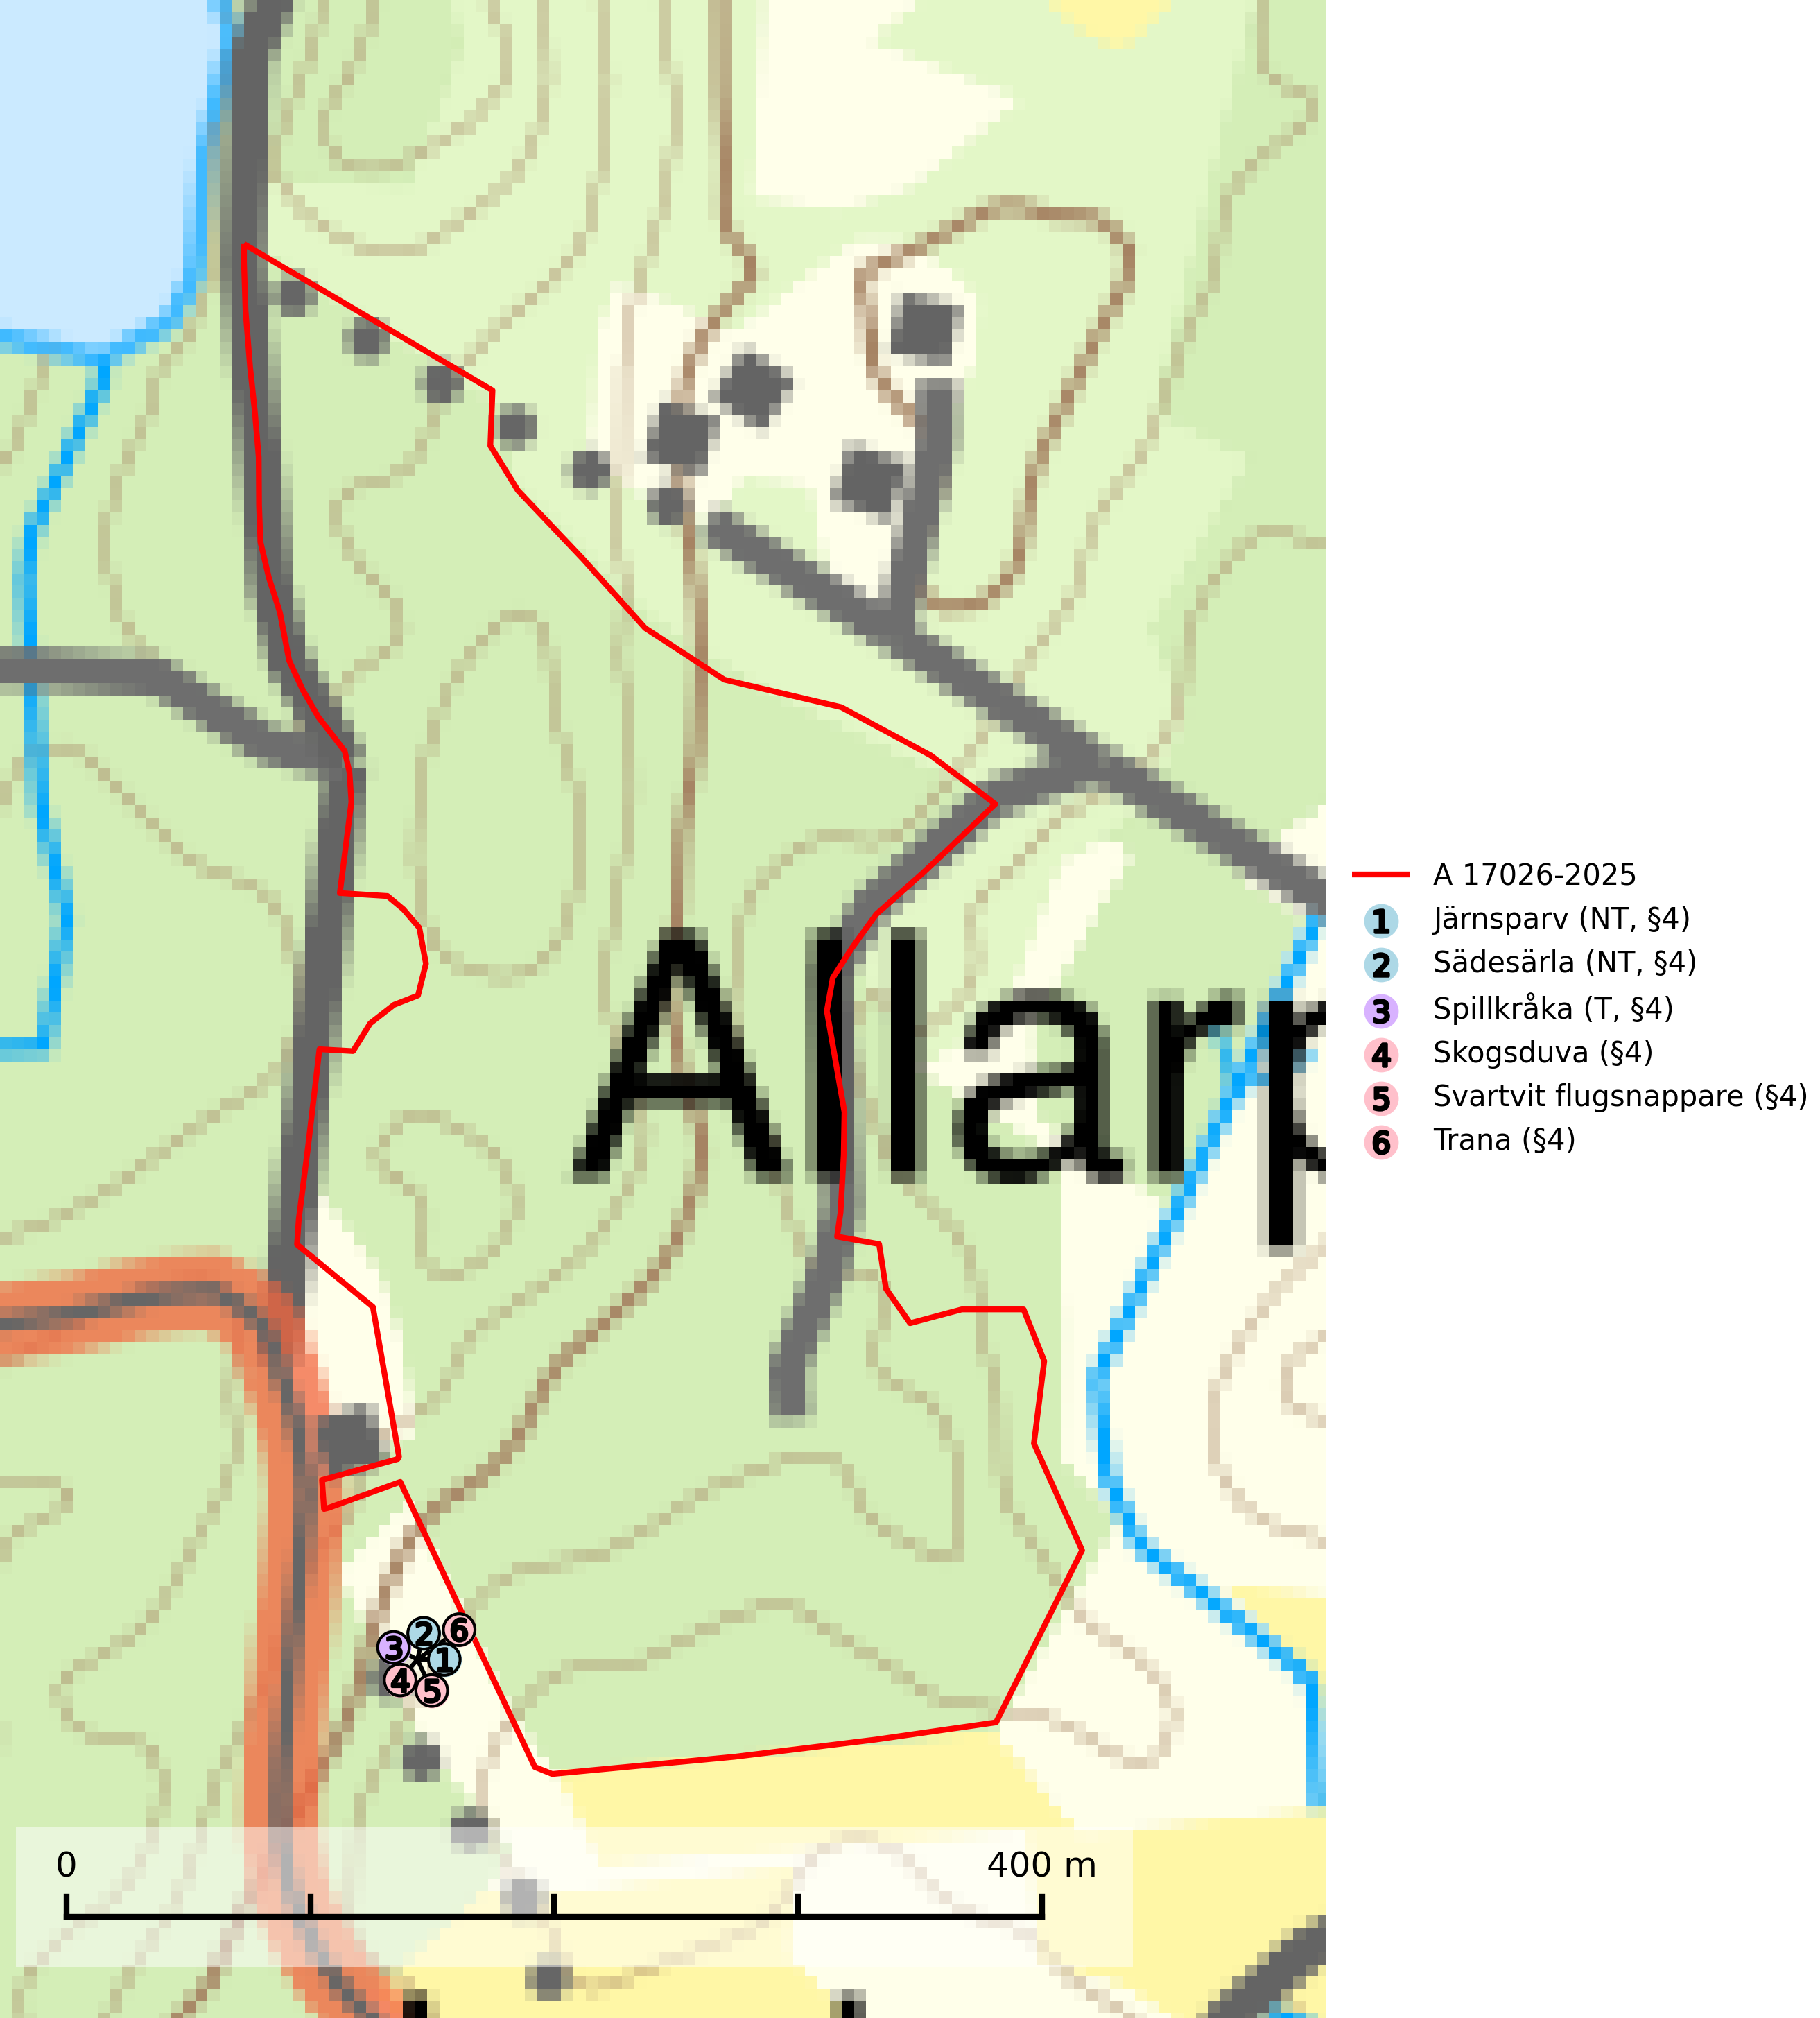 Allarp
2
6
3
1
4
5
0
400 m
A 17026-2025
1 Järnsparv (NT, §4)
2 Sädesärla (NT, §4)
3 Spillkråka (T, §4)
4 Skogsduva (§4)
5 Svartvit flugsnappare (§4)
6 Trana (§4)